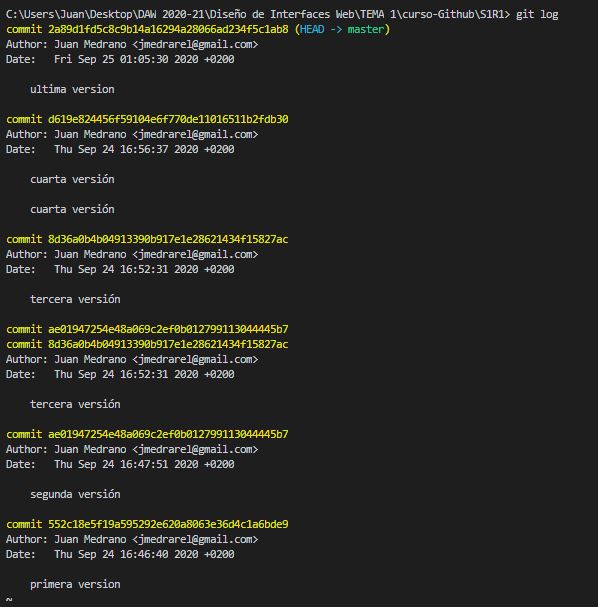 C:\Users\Juan\Desktop\DAW 2020-21\Diseño de Interfaces Web\TEMA 1\curso-Github\S1R1> git log
commit 2a89d1fd5c8c9b14a16294a28066ad234f5c1ab8 (HEAD -> master)
Author: Juan Medrano <jmedrarel@gmail.com>
Date:   Fri Sep 25 01:05:30 2020 +0200
ultima version
commit d619e824456f59104e6f770de11016511b2fdb30
Author: Juan Medrano <jmedrarel@gmail.com>
Date:   Thu Sep 24 16:56:37 2020 +0200
cuarta versión
cuarta versión
commit 8d36a0b4b04913390b917e1e28621434f15827ac
Author: Juan Medrano <jmedrarel@gmail.com>
Date:   Thu Sep 24 16:52:31 2020 +0200
tercera versión
commit ae01947254e48a069c2ef0b012799113044445b7
commit 8d36a0b4b04913390b917e1e28621434f15827ac
Author: Juan Medrano <jmedrarel@gmail.com>
Date:   Thu Sep 24 16:52:31 2020 +0200
tercera versión
commit ae01947254e48a069c2ef0b012799113044445b7
Author: Juan Medrano <jmedrarel@gmail.com>
Date:   Thu Sep 24 16:47:51 2020 +0200
segunda versión
commit 552c18e5f19a595292e620a8063e36d4c1a6bde9
Author: Juan Medrano <jmedrarel@gmail.com>
Date:   Thu Sep 24 16:46:40 2020 +0200
primera version
~